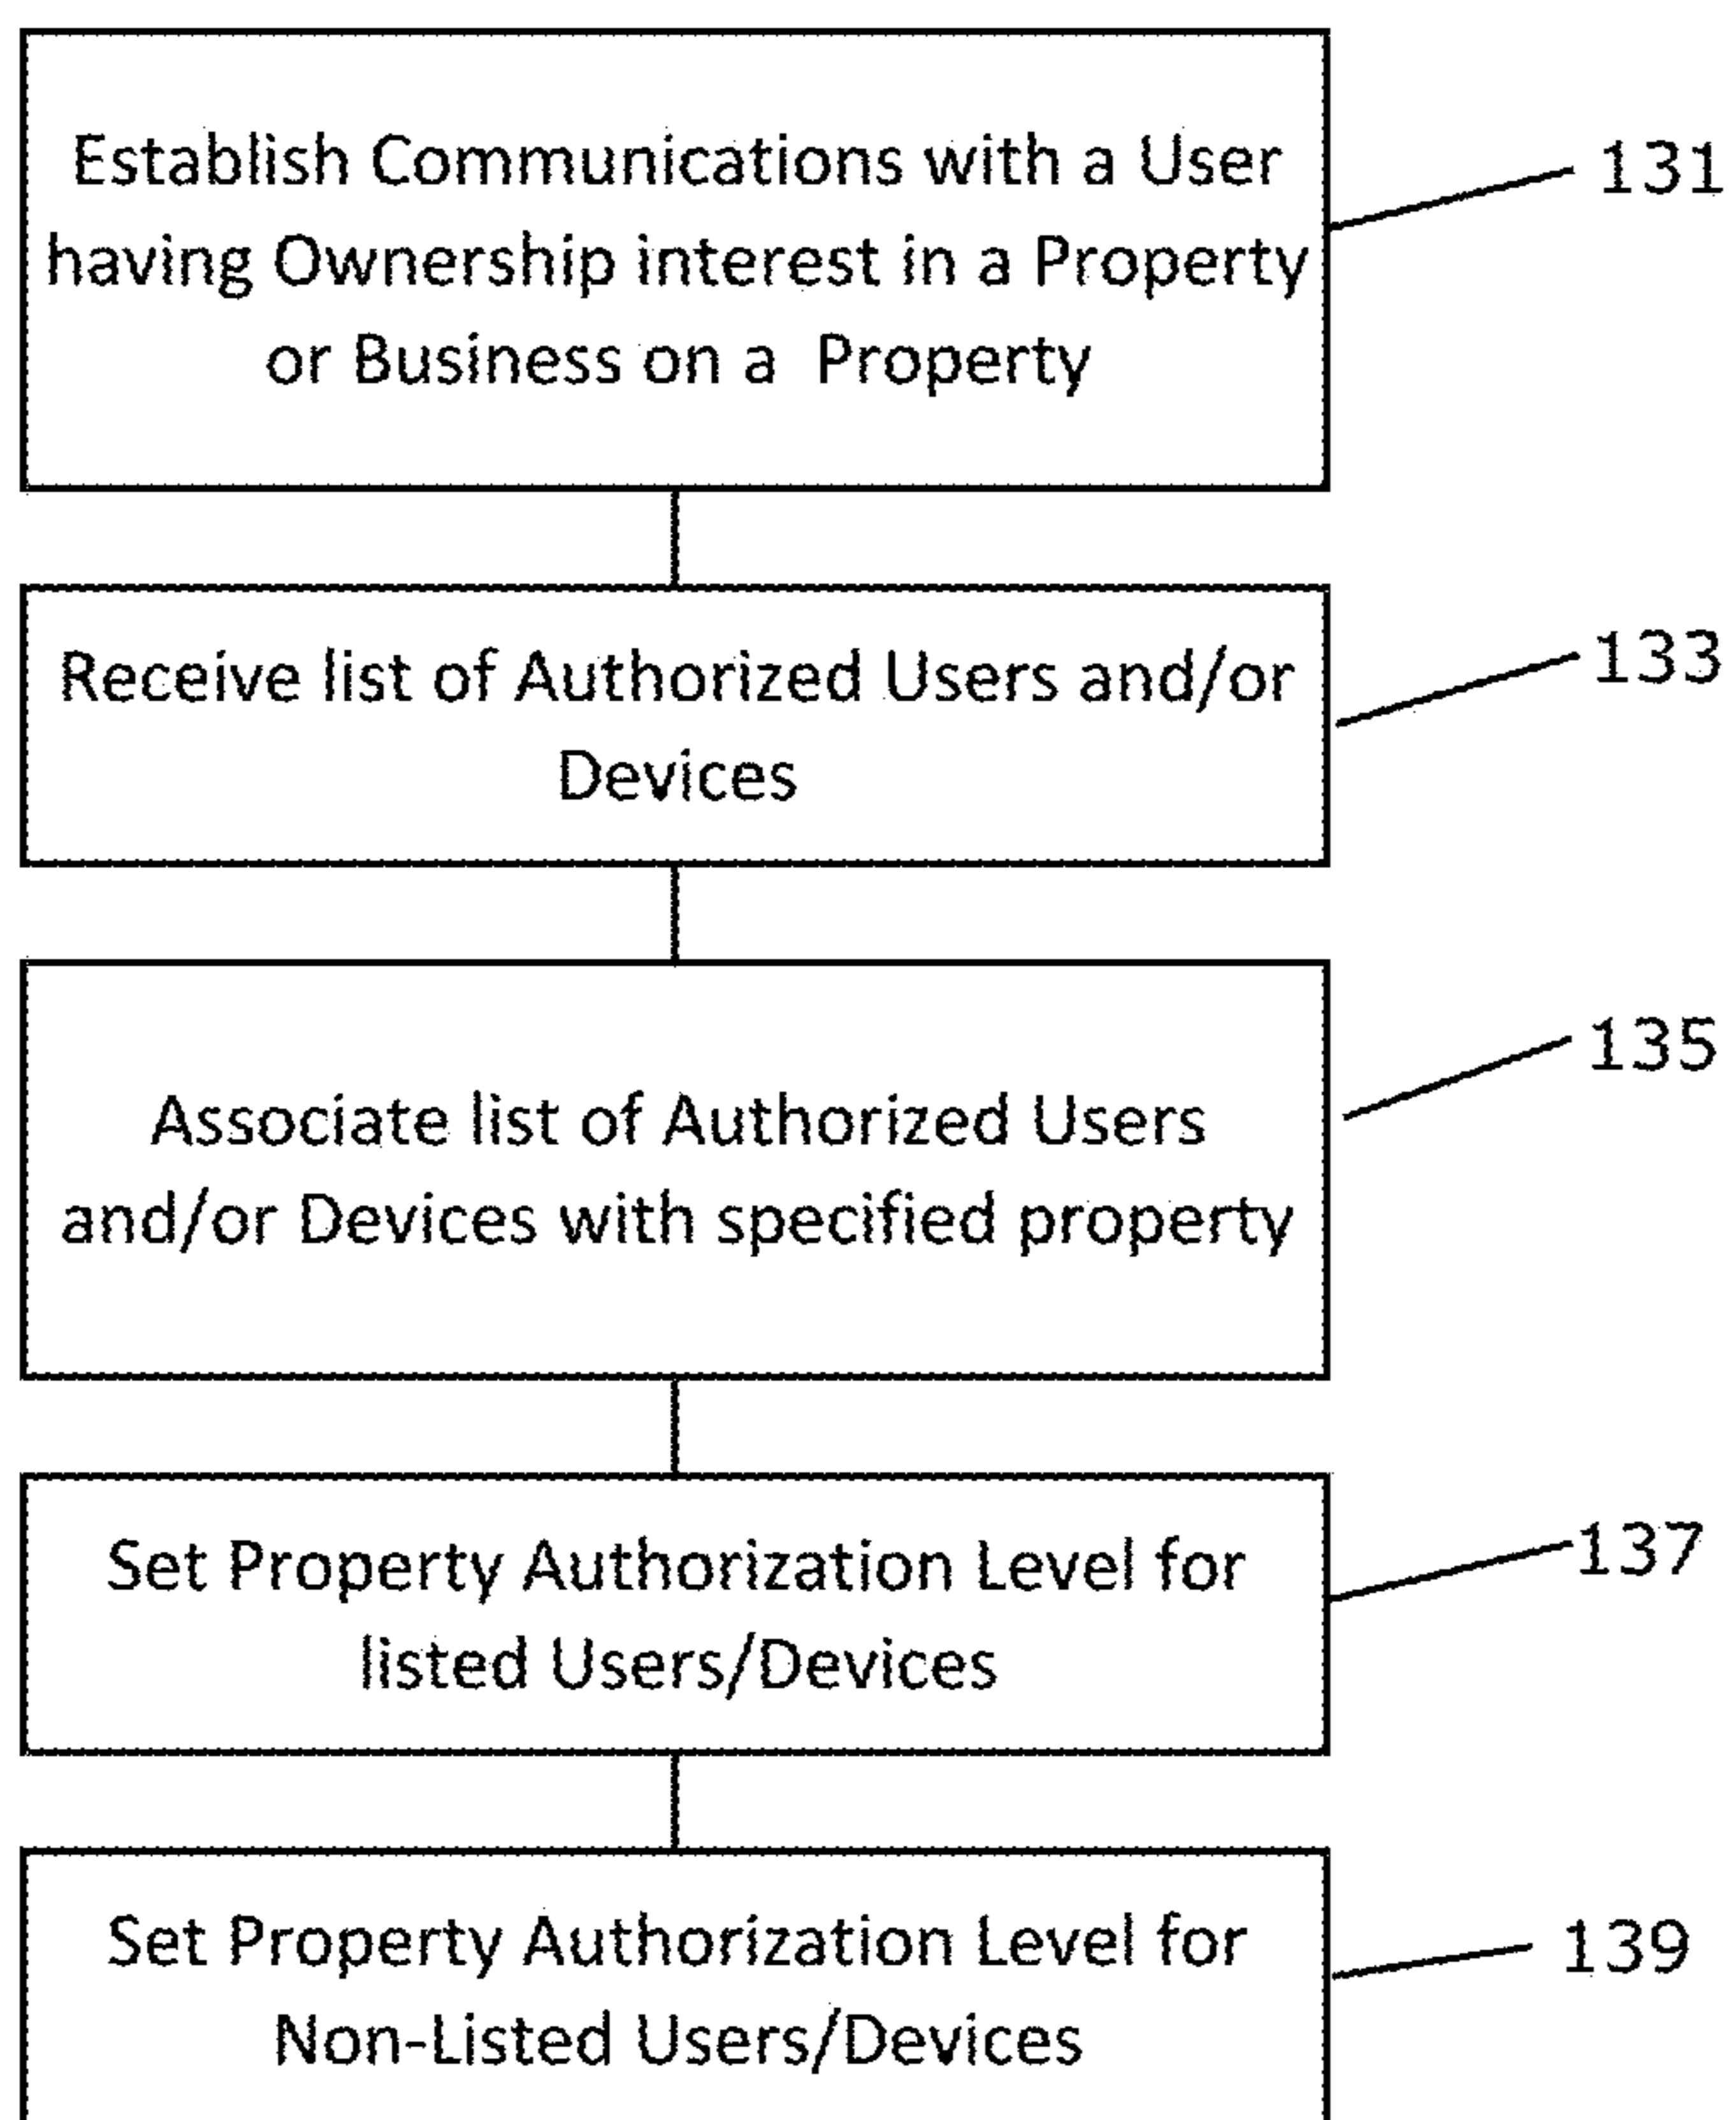 Establish Communications with a User
having Ownership interest in a Property
or Business on a Property
131
Receive list of Authorized Users and/or
Devices
133
Associate list of Authorized Users
and/or Devices with specified property
135
Set Property Authorization Level for
listed Users/Devices
137
Set Property Authorization Level for
Non-Listed Users/Devices
139